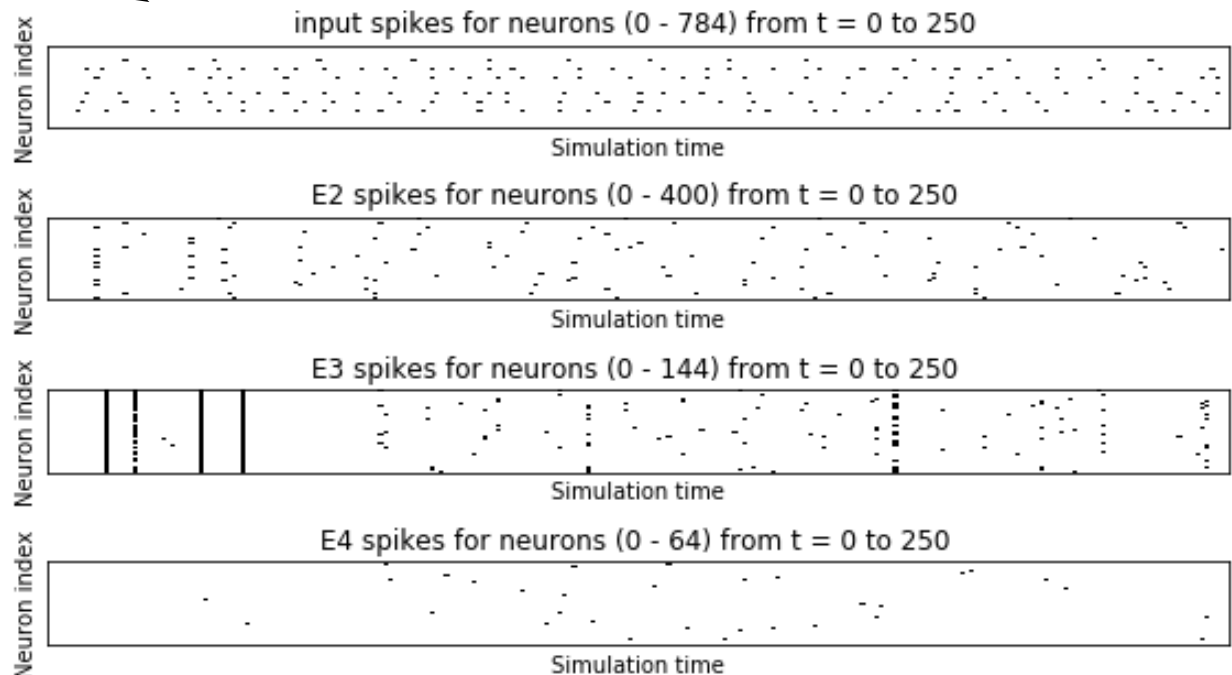 input spikes for neurons (0 - 784) from t = 0 to 250
Neuron index
Simulation time
E2 spikes for neurons (0 - 400) from t = 0 to 250
Neuron index
Simulation time
E3 spikes for neurons (0 - 144) from t = 0 to 250
Neuron index
Simulation time
E4 spikes for neurons (0 - 64) from t = 0 to 250
Neuron index
Simulation time